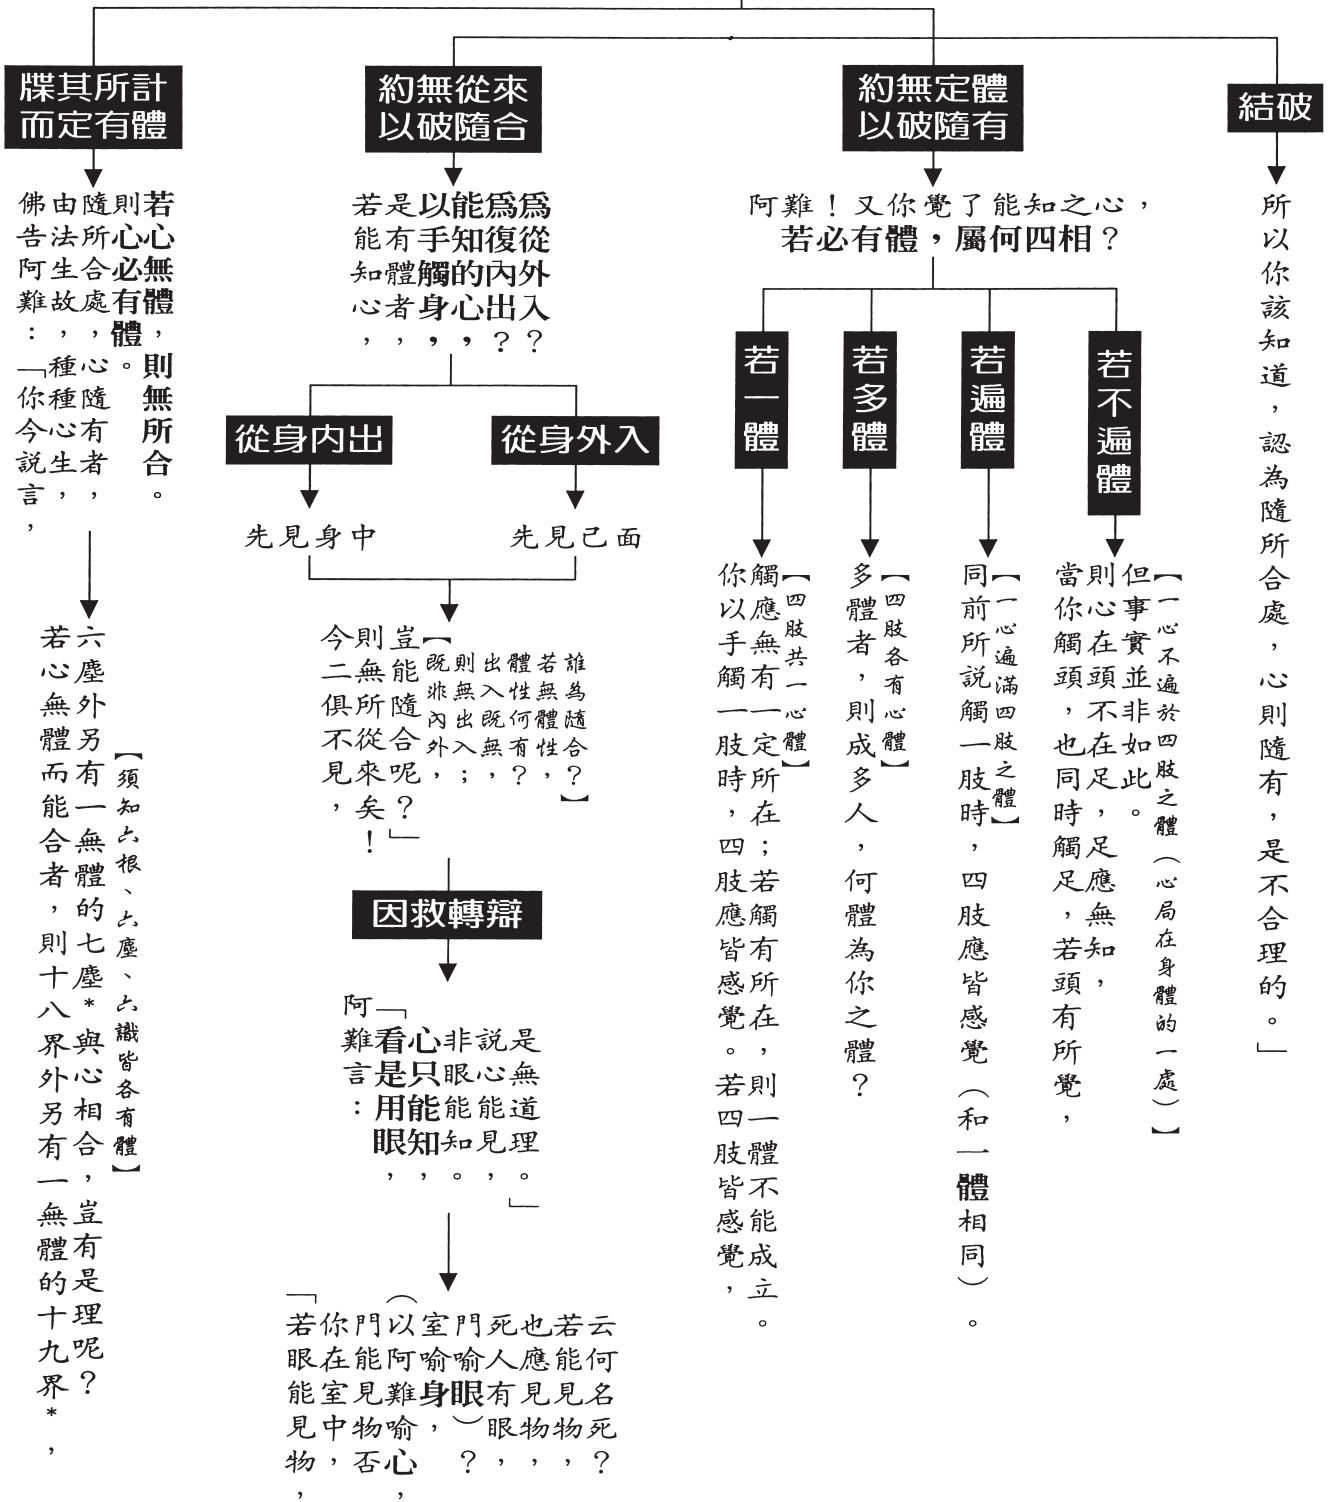 牒其所計
而定有體
佛告阿難：「你今説言，
由法生故，種種心生，
隨所合處，心隨有者，
則心必有體。
若心無體，則無所合。
若心無體而能合者，則十八界外另有一無體的十九界*，
六塵外另有一無體的七塵*與心相合，豈有是理呢？
【須知六根、六塵、六識皆各有體】
約無從來
以破隨合
若能知心，
是有體者，
以手觸身，
能知的心，
爲復內出？
爲從外入？
從身內出
先見身中
從身外入
先見己面
今二俱不見，
則無所從來矣！
豈能隨合呢？」
【既非內外，
則無出入；
出入既無，
體性何有？
若無體性，
誰為隨合？】
因救轉辯
阿難言：
「看是用眼，
心只能知，
非眼能知。
説心能見，
是無道理。」
「若眼能見物，
你在室中，
門能見物否
（以阿難喻心，
室喻身，
門喻眼）？
死人有眼，
也應見物，
若能見物，
云何名死？
約無定體
以破隨有
阿難！又你覺了能知之心，
若必有體，屬何四相？
若一體
【四肢共一心體】
你以手觸一肢時，四肢應皆感覺。若四肢皆感覺，
觸應無有一定所在；若觸有所在，則一體不能成立。
若多體
【四肢各有心體】
多體者，則成多人，何體為你之體？
若遍體
【一心遍滿四肢之體】
同前所説觸一肢時，四肢應皆感覺（和一體相同）。
若不遍體
【一心不遍於四肢之體（心局在身體的一處）】
當你觸頭，也同時觸足，若頭有所覺，
則心在頭不在足，足應無知，
但事實並非如此。
結破
所以你該知道，認為隨所合處，心則隨有，是不合理的。」